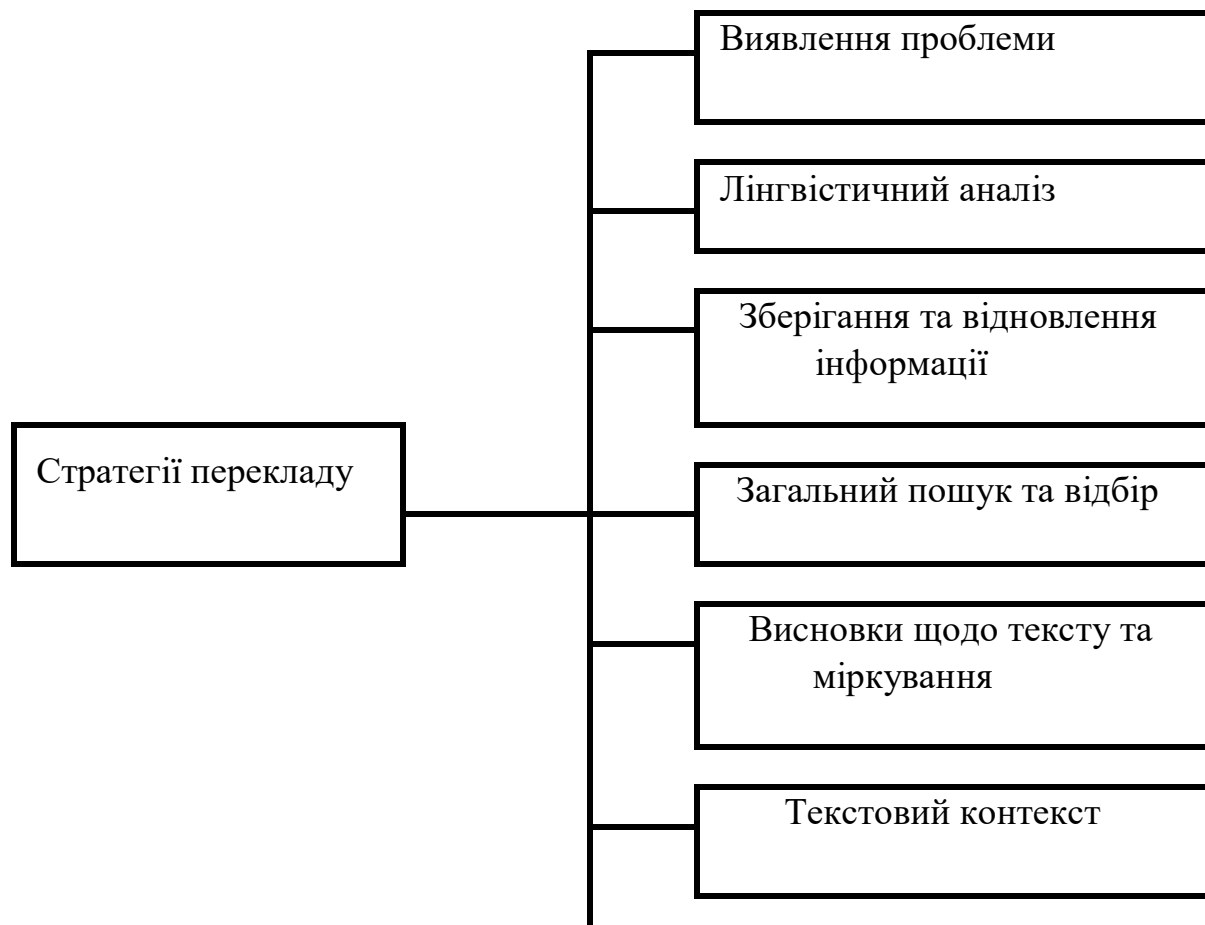 Виявлення проблеми
Лінгвістичний аналіз
Зберігання та відновлення
інформації
Стратегії перекладу
Загальний пошук та відбір
Висновки щодо тексту та
міркування
Текстовий контекст